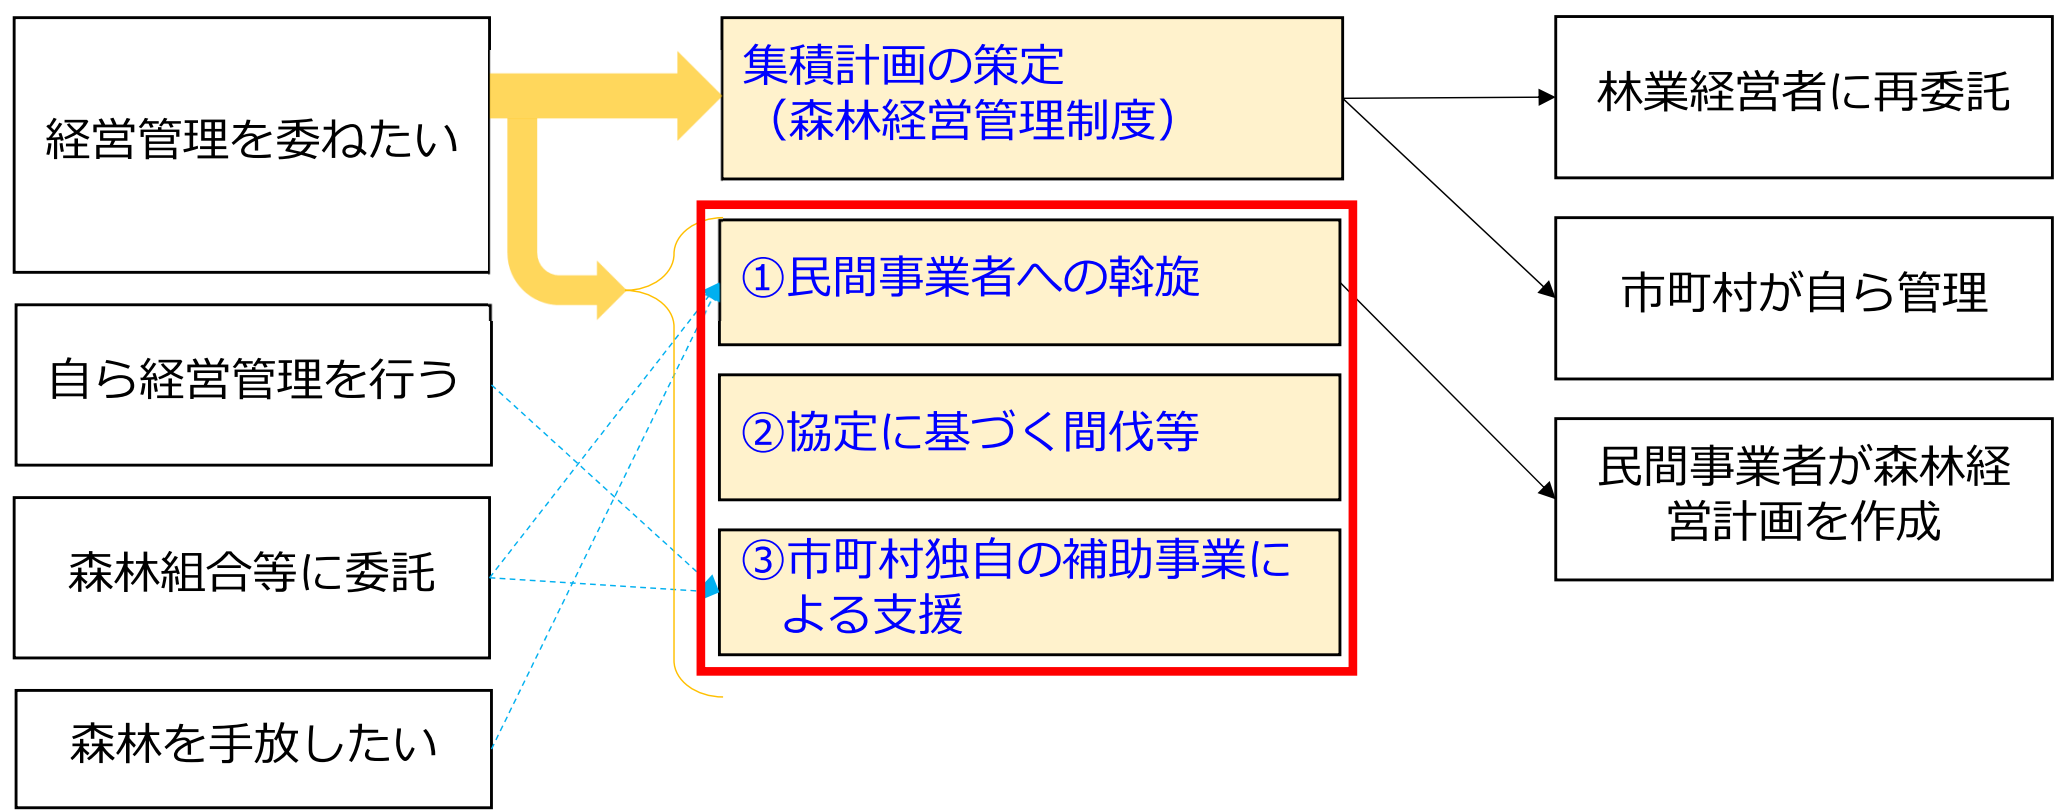 経営管理を委ねたい
自ら経営管理を行う
森林組合等に委託
森林を手放したい
集積計画の策定
（森林経営管理制度）
①民間事業者への斡旋
②協定に基づく間伐等
③市町村独自の補助事業に
よる支援
林業経営者に再委託
市町村が自ら管理
民間事業者が森林経
営計画を作成